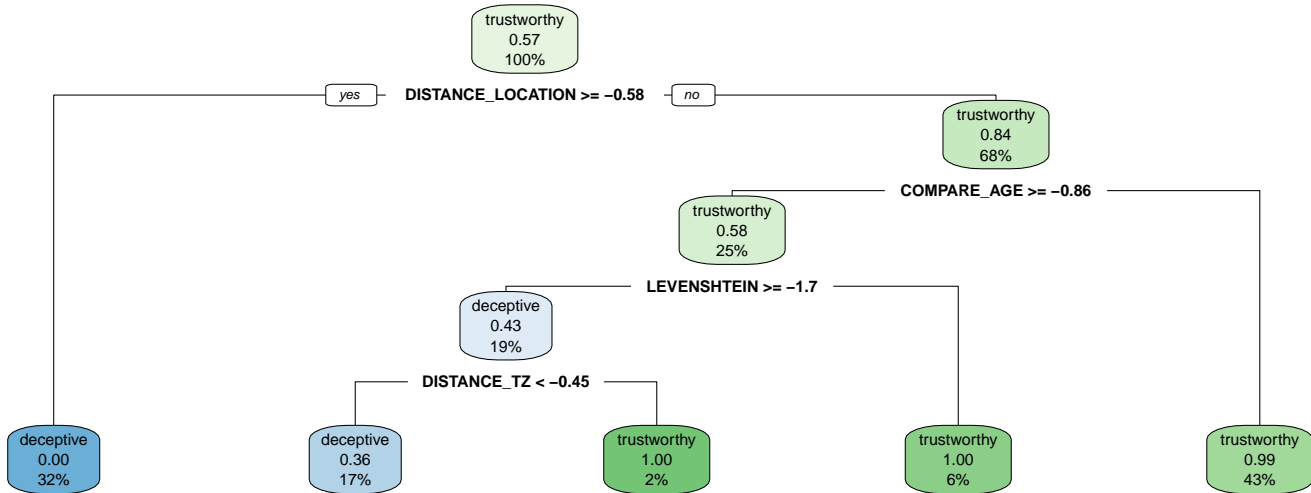 trustworthy
0.57
100%
yes
DISTANCE_LOCATION >= −0.58
no
trustworthy
0.84
68%
COMPARE_AGE >= −0.86
trustworthy
0.58
25%
LEVENSHTEIN >= −1.7
deceptive
0.43
19%
DISTANCE_TZ < −0.45
deceptive
0.00
32%
deceptive
0.36
17%
trustworthy
1.00
2%
trustworthy
1.00
6%
trustworthy
0.99
43%